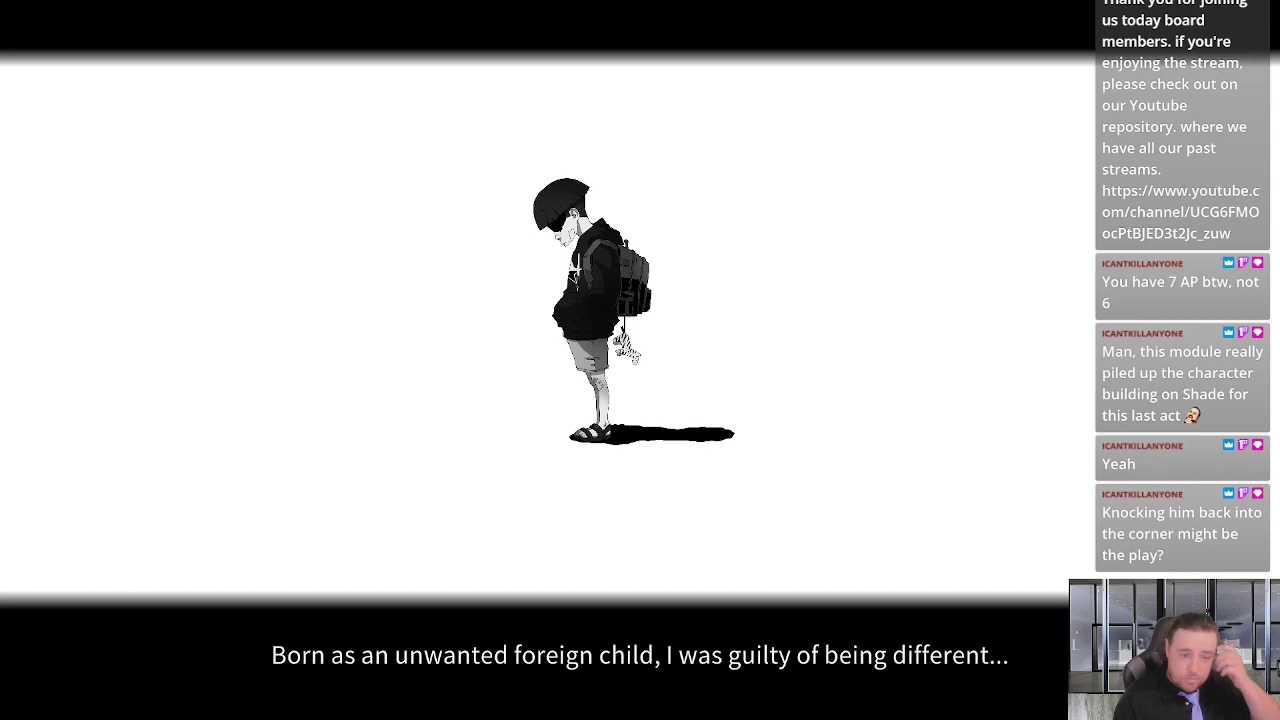 Thank you for joining
us today board
members. if you're
enjoying the stream,
please check out on
our Youtube
repository. where we
have all our past
streams.
https://www.youtube.c
om/channel/UCG6FMO
ocPtBJED3t2Jc_zuw
ICANTKILLANYONE
You have 7 AP btw, not
6
ICANTKILLANYONE
Man, this module really
piled up the character
building on Shade for
this last act
ICANTKILLANYONE
Yeah
ICANTKILLANYONE
Knocking him back into
the corner might be
the play?
Born as an unwanted foreign child, I was guilty of being different...